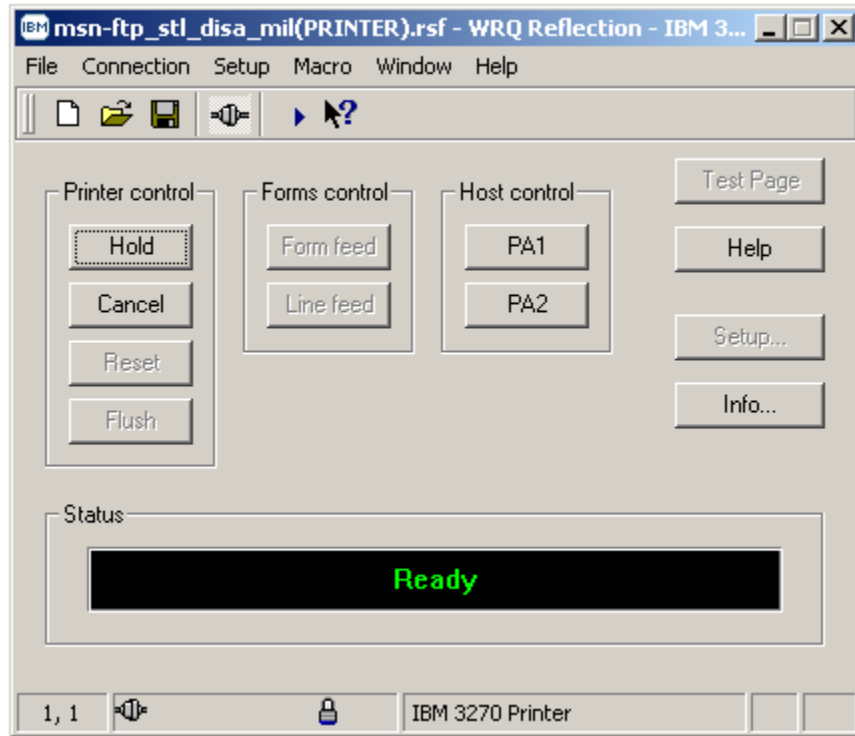 IBM msn-ftp_stl_disa_mil(PRINTER).rsf - WRQ Reflection - IBM 3...
File Connection Setup Macro Window Help
Printer control
Hold
Cancel
Reset
Flush
Forms control
Form feed
Line feed
Host control
PA1
PA2
Test Page
Help
Setup...
Info...
Status
Ready
1, 1 IBM 3270 Printer